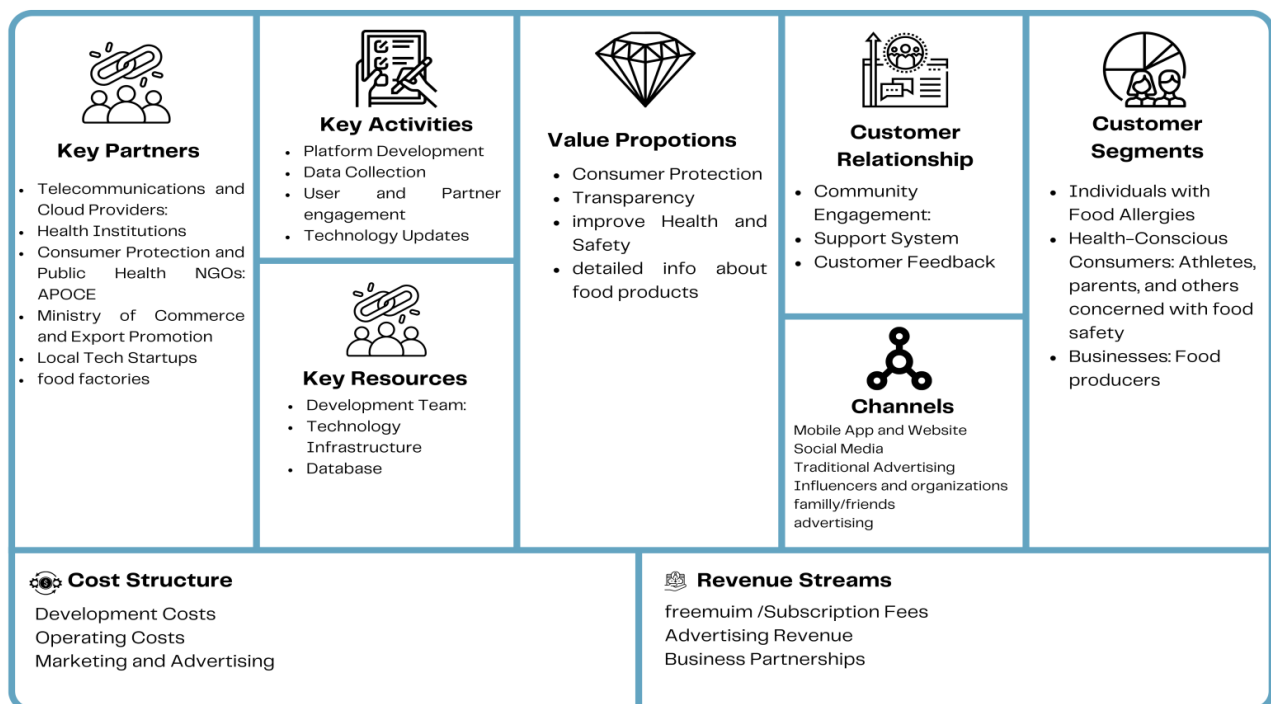 Key Partners
• Telecommunications and
Cloud Providers:
• Health Institutions
• Consumer Protection and
Public Health NGOs:
APOCE
• Ministry of Commerce
and Export Promotion
• Local Tech Startups
• food factories
Key Activities
• Platform Development
• Data Collection
• User and Partner
engagement
• Technology Updates
Key Resources
• Development Team:
• Technology
Infrastructure
• Database
Value Propotions
• Consumer Protection
• Transparency
• improve Health and
Safety
• detailed info about
food products
Customer
Relationship
• Community
Engagement:
• Support System
• Customer Feedback
Channels
Mobile App and Website
Social Media
Traditional Advertising
Influencers and organizations
familly/friends
advertising
Customer
Segments
• Individuals with
Food Allergies
• Health-Conscious
Consumers: Athletes,
parents, and others
concerned with food
safety
• Businesses: Food
producers
Cost Structure
Development Costs
Operating Costs
Marketing and Advertising
Revenue Streams
freemuim /Subscription Fees
Advertising Revenue
Business Partnerships